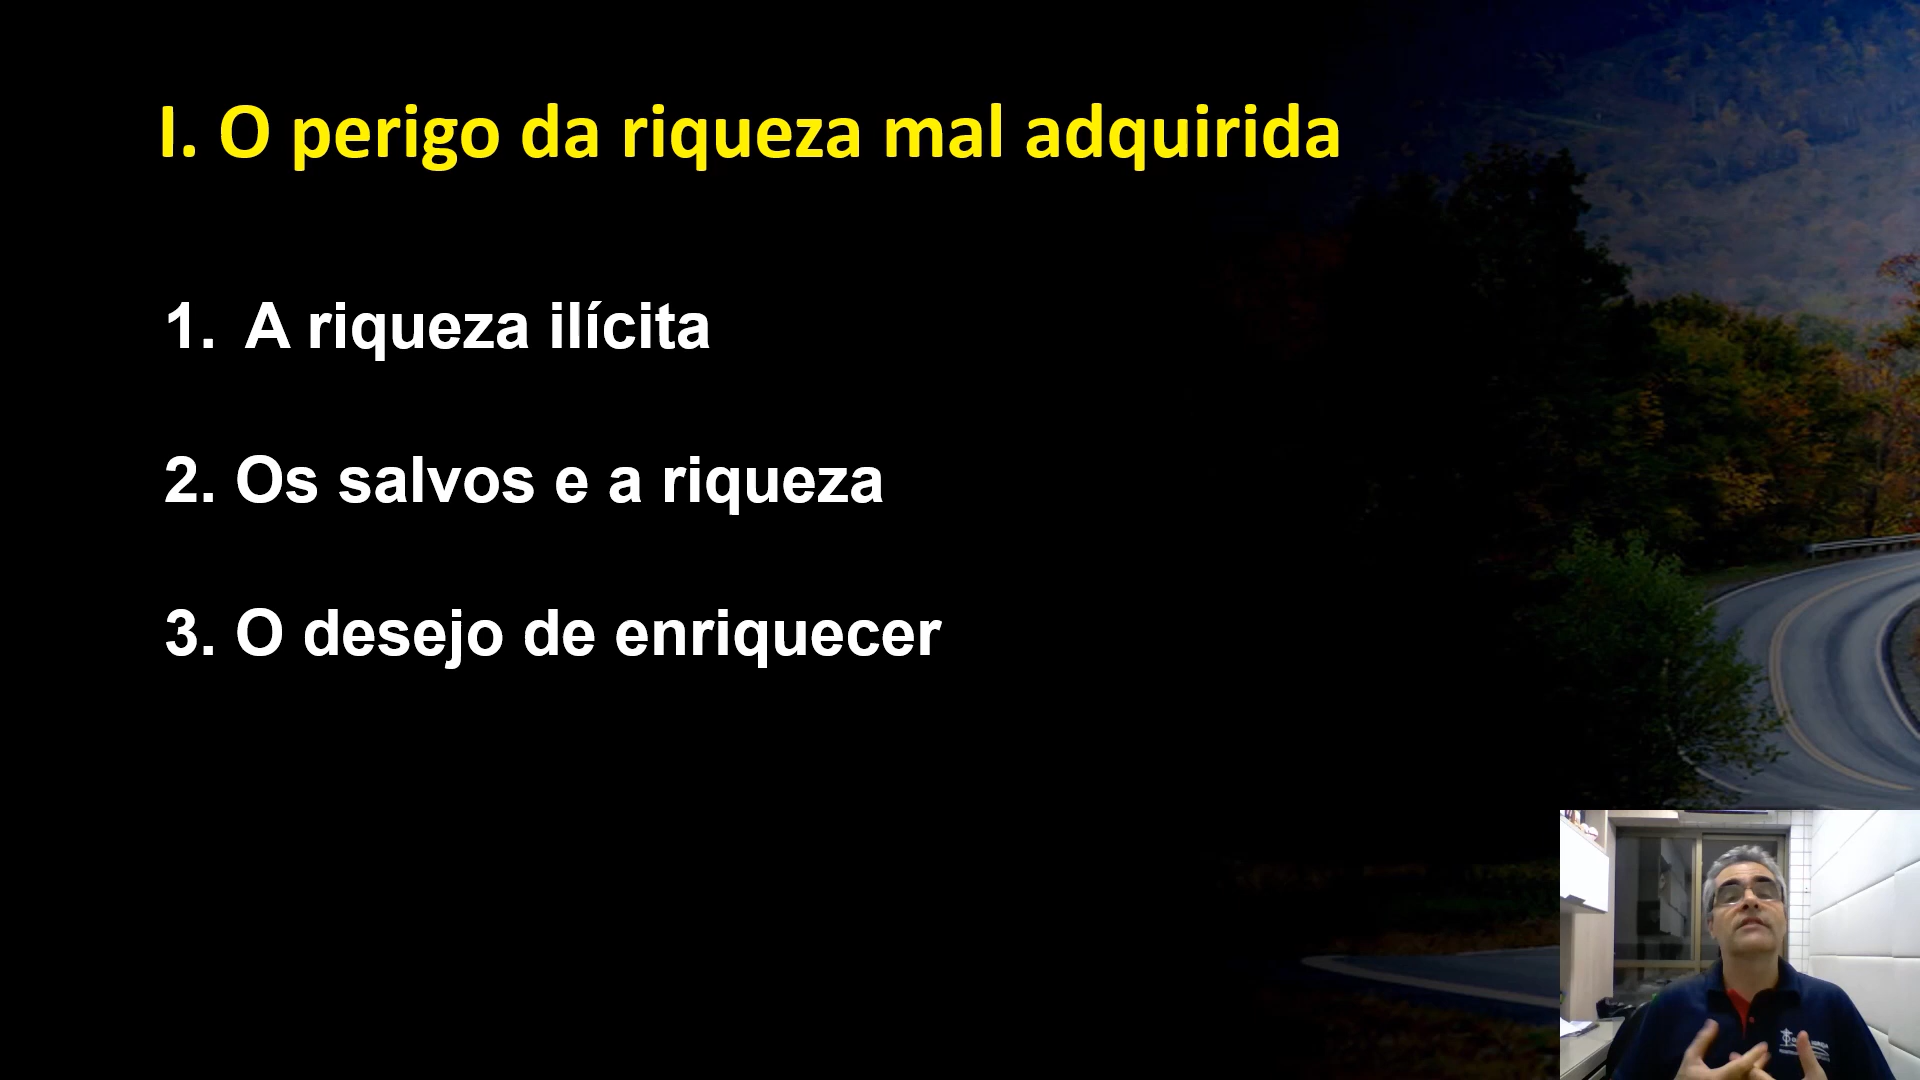 I. O perigo da riqueza mal adquirida
1. A riqueza ilícita
2. Os salvos e a riqueza
3. O desejo de enriquecer